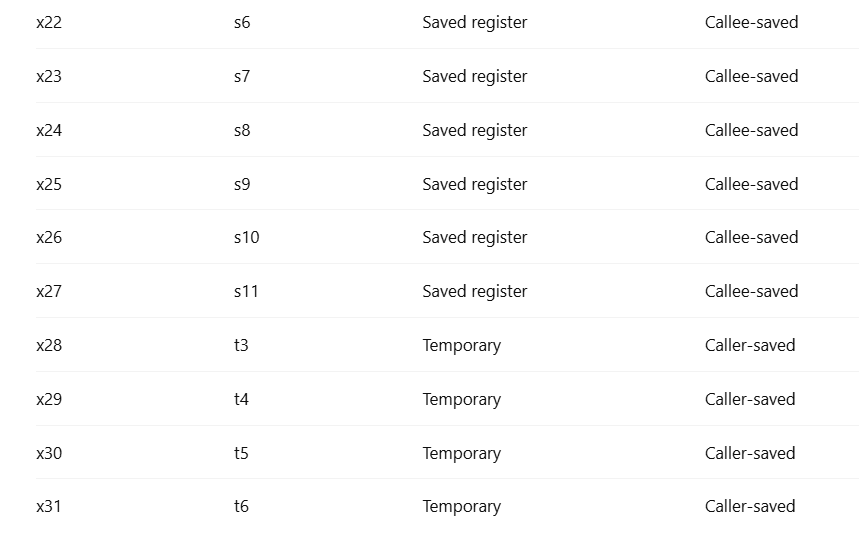 x22 s6 Saved register Callee-saved
x23 s7 Saved register Callee-saved
x24 s8 Saved register Callee-saved
x25 s9 Saved register Callee-saved
x26 s10 Saved register Callee-saved
x27 s11 Saved register Callee-saved
x28 t3 Temporary Caller-saved
x29 t4 Temporary Caller-saved
x30 t5 Temporary Caller-saved
x31 t6 Temporary Caller-saved